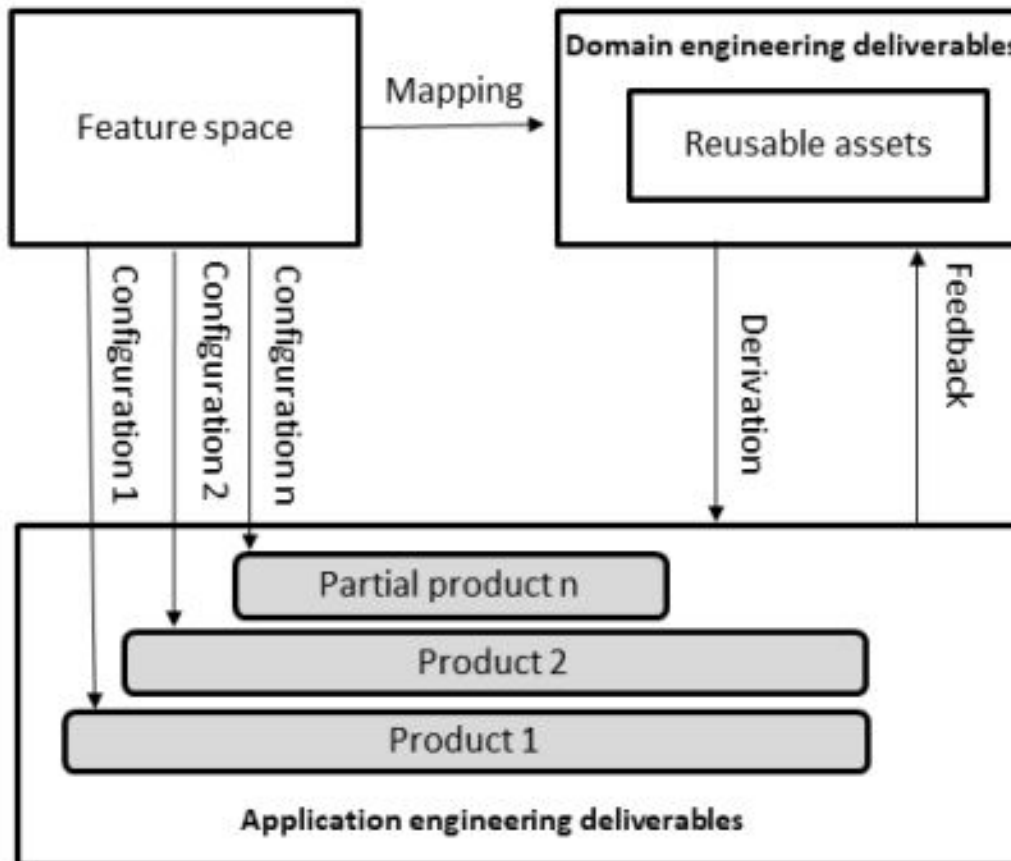 Domain engineering deliverables
Feature space
Mapping
Reusable assets
Configuration 1
Configuration 2
Configuration n
Derivation
Feedback
Partial product n
Product 2
Product 1
Application engineering deliverables